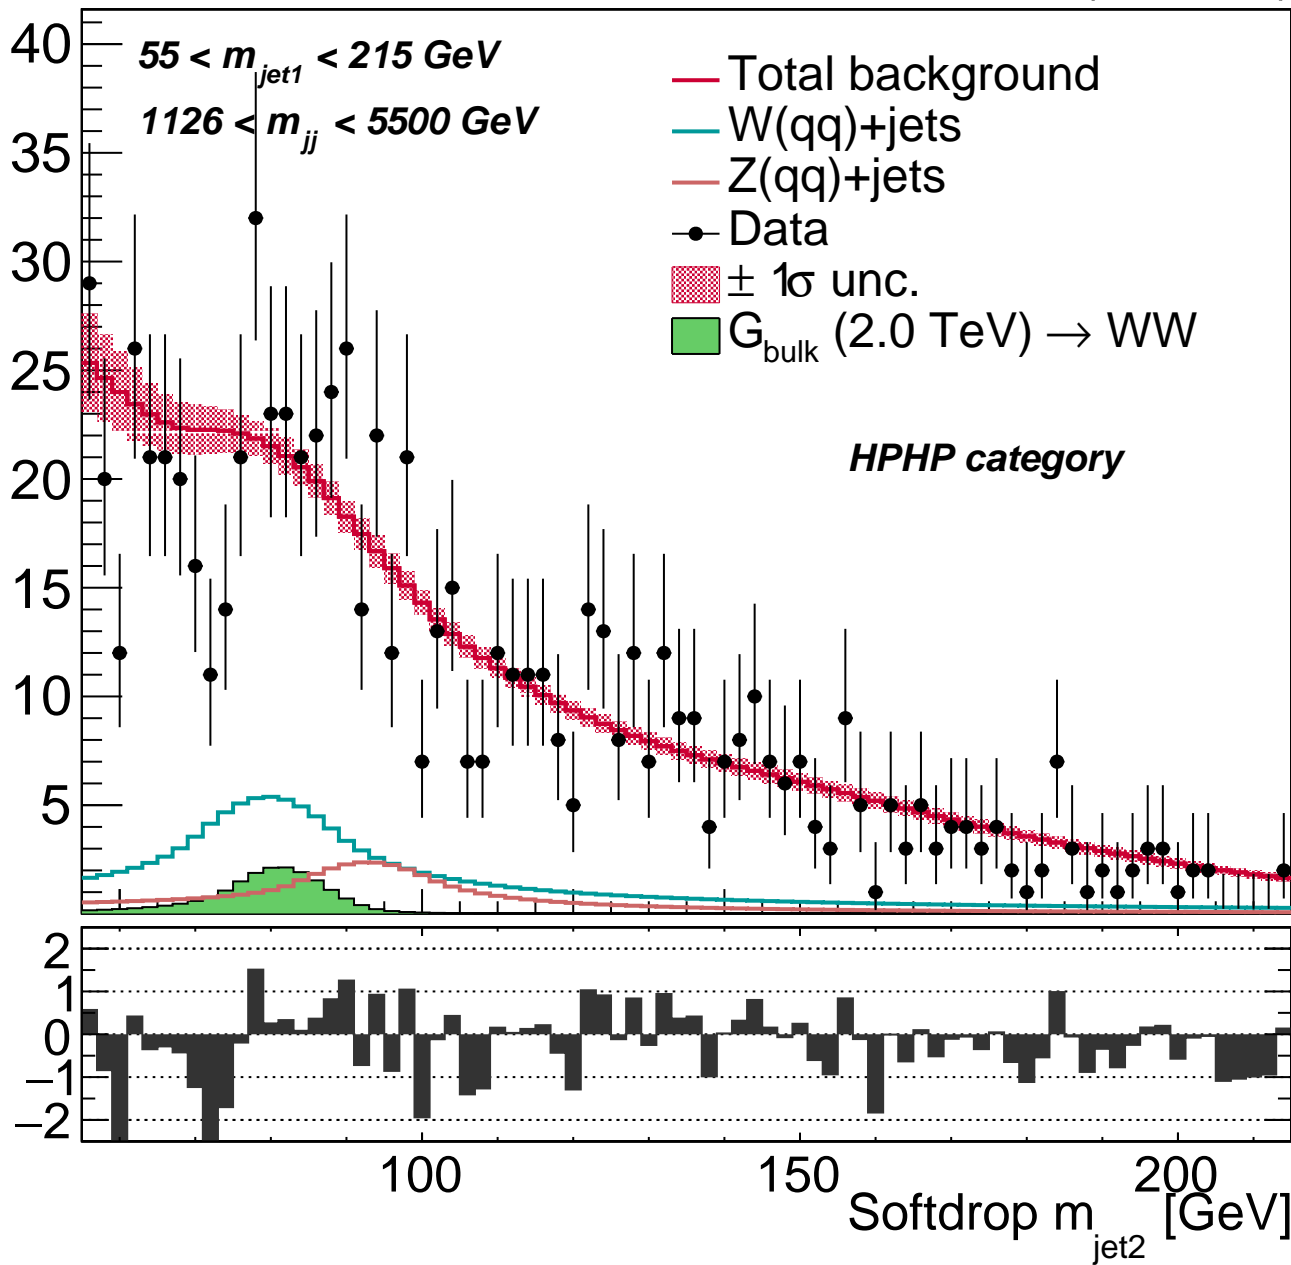 40
35
30
25
20
15
10
5
55 < m_jet1 < 215 GeV
1126 < m_jj < 5500 GeV
Total background
W(qq)+jets
Z(qq)+jets
Data
± 1σ unc.
G_bulk (2.0 TeV) → WW
HPHP category
2
1
0
−1
−2
100
150
200
Softdrop m_jet2 [GeV]